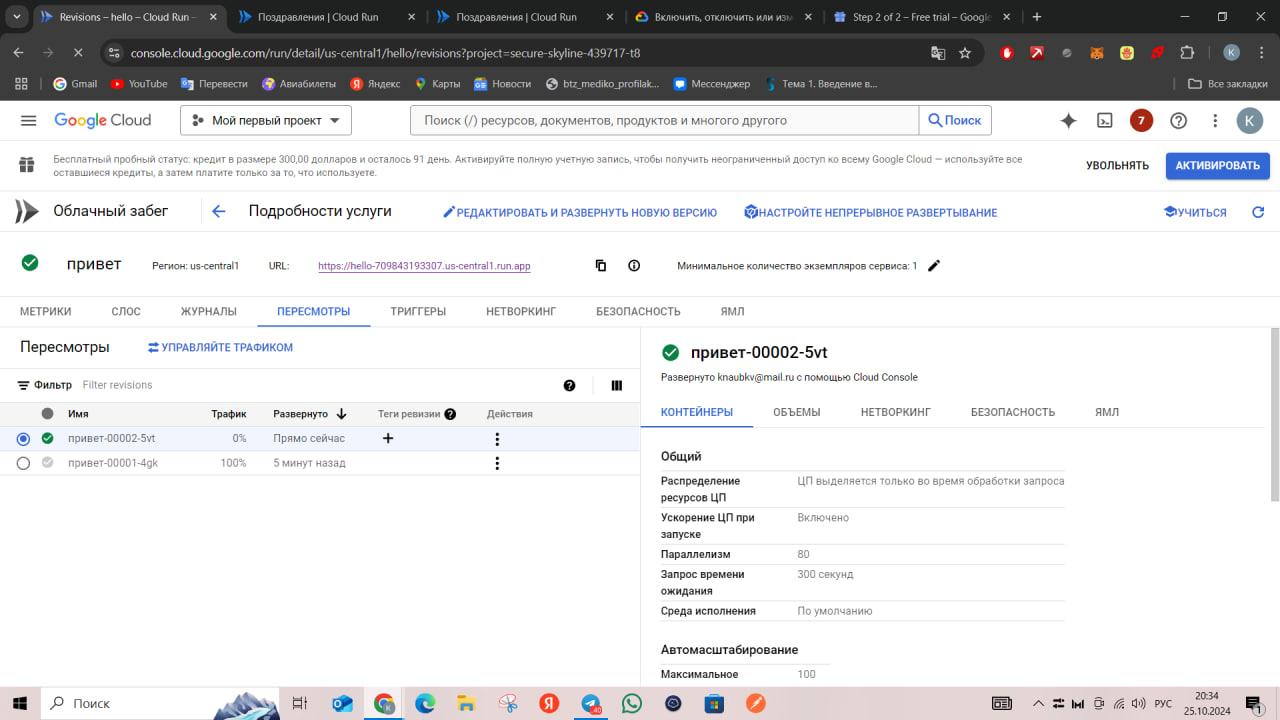 Revisions – hello – Cloud Run –
Поздравления | Cloud Run
Поздравления | Cloud Run
Включить, отключить или изм
Step 2 of 2 – Free trial – Google
console.cloud.google.com/run/detail/us-central1/hello/revisions?project=secure-skyline-439717-t8
K
Gmail
YouTube
Перевести
Авиабилеты
Яндекс
Карты
Новости
btz_mediko_profilak...
Мессенджер
Тема 1. Введение в...
Все закладки
Google Cloud
Мой первый проект
Поиск (/) ресурсов, документов, продуктов и многого другого
Поиск
7
K
Бесплатный пробный статус: кредит в размере 300,00 долларов и осталось 91 день. Активируйте полную учетную запись, чтобы получить неограниченный доступ ко всему Google Cloud — используйте все
оставшиеся кредиты, а затем платите только за то, что используете.
УВОЛЬНЯТЬ
АКТИВИРОВАТЬ
Облачный забег
Подробности услуги
РЕДАКТИРОВАТЬ И РАЗВЕРНУТЬ НОВУЮ ВЕРСИЮ
НАСТРОЙТЕ НЕПРЕРЫВНОЕ РАЗВЕРТЫВАНИЕ
УЧИТЬСЯ
привет
Регион: us-central1
URL:
https://hello-709843193307.us-central1.run.app
Минимальное количество экземпляров сервиса: 1
МЕТРИКИ
СЛОС
ЖУРНАЛЫ
ПЕРЕСМОТРЫ
ТРИГГЕРЫ
НЕТВОРКИНГ
БЕЗОПАСНОСТЬ
ЯМЛ
Пересмотры
УПРАВЛЯЙТЕ ТРАФИКОМ
Фильтр
Filter revisions
Имя
Трафик
Развернуто
Теги ревизии
Действия
привет-00002-5vt
0%
Прямо сейчас
привет-00001-4gk
100%
5 минут назад
привет-00002-5vt
Развернуто knaubkv@mail.ru с помощью Cloud Console
КОНТЕЙНЕРЫ
ОБЪЕМЫ
НЕТВОРКИНГ
БЕЗОПАСНОСТЬ
ЯМЛ
Общий
Распределение
ресурсов ЦП
ЦП выделяется только во время обработки запроса
Ускорение ЦП при
запуске
Включено
Параллелизм
80
Запрос времени
ожидания
300 секунд
Среда исполнения
По умолчанию
Автомасштабирование
Максимальное
100
Поиск
40
РУС
20:34
25.10.2024
1